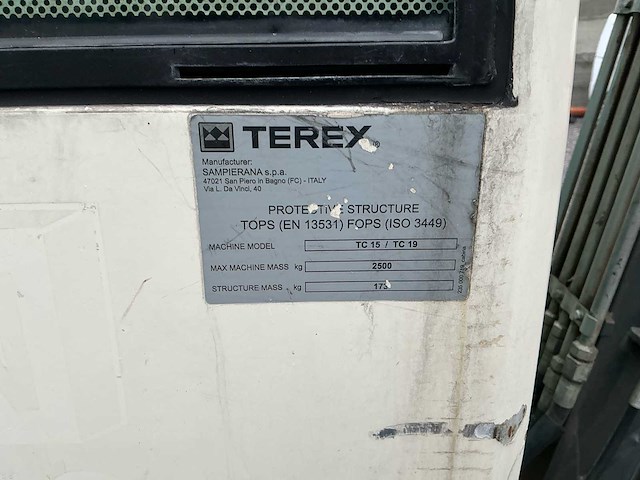 TEREX®
Manufacturer:
SAMPIERANA s.p.a.
47021 San Piero in Bagno (FC) - ITALY
Via L. Da Vinci, 40
PROTECTIVE STRUCTURE
TOPS (EN 13531) FOPS (ISO 3449)
MACHINE MODEL TC 15 / TC 19
MAX MACHINE MASS kg 2500
STRUCTURE MASS kg 173